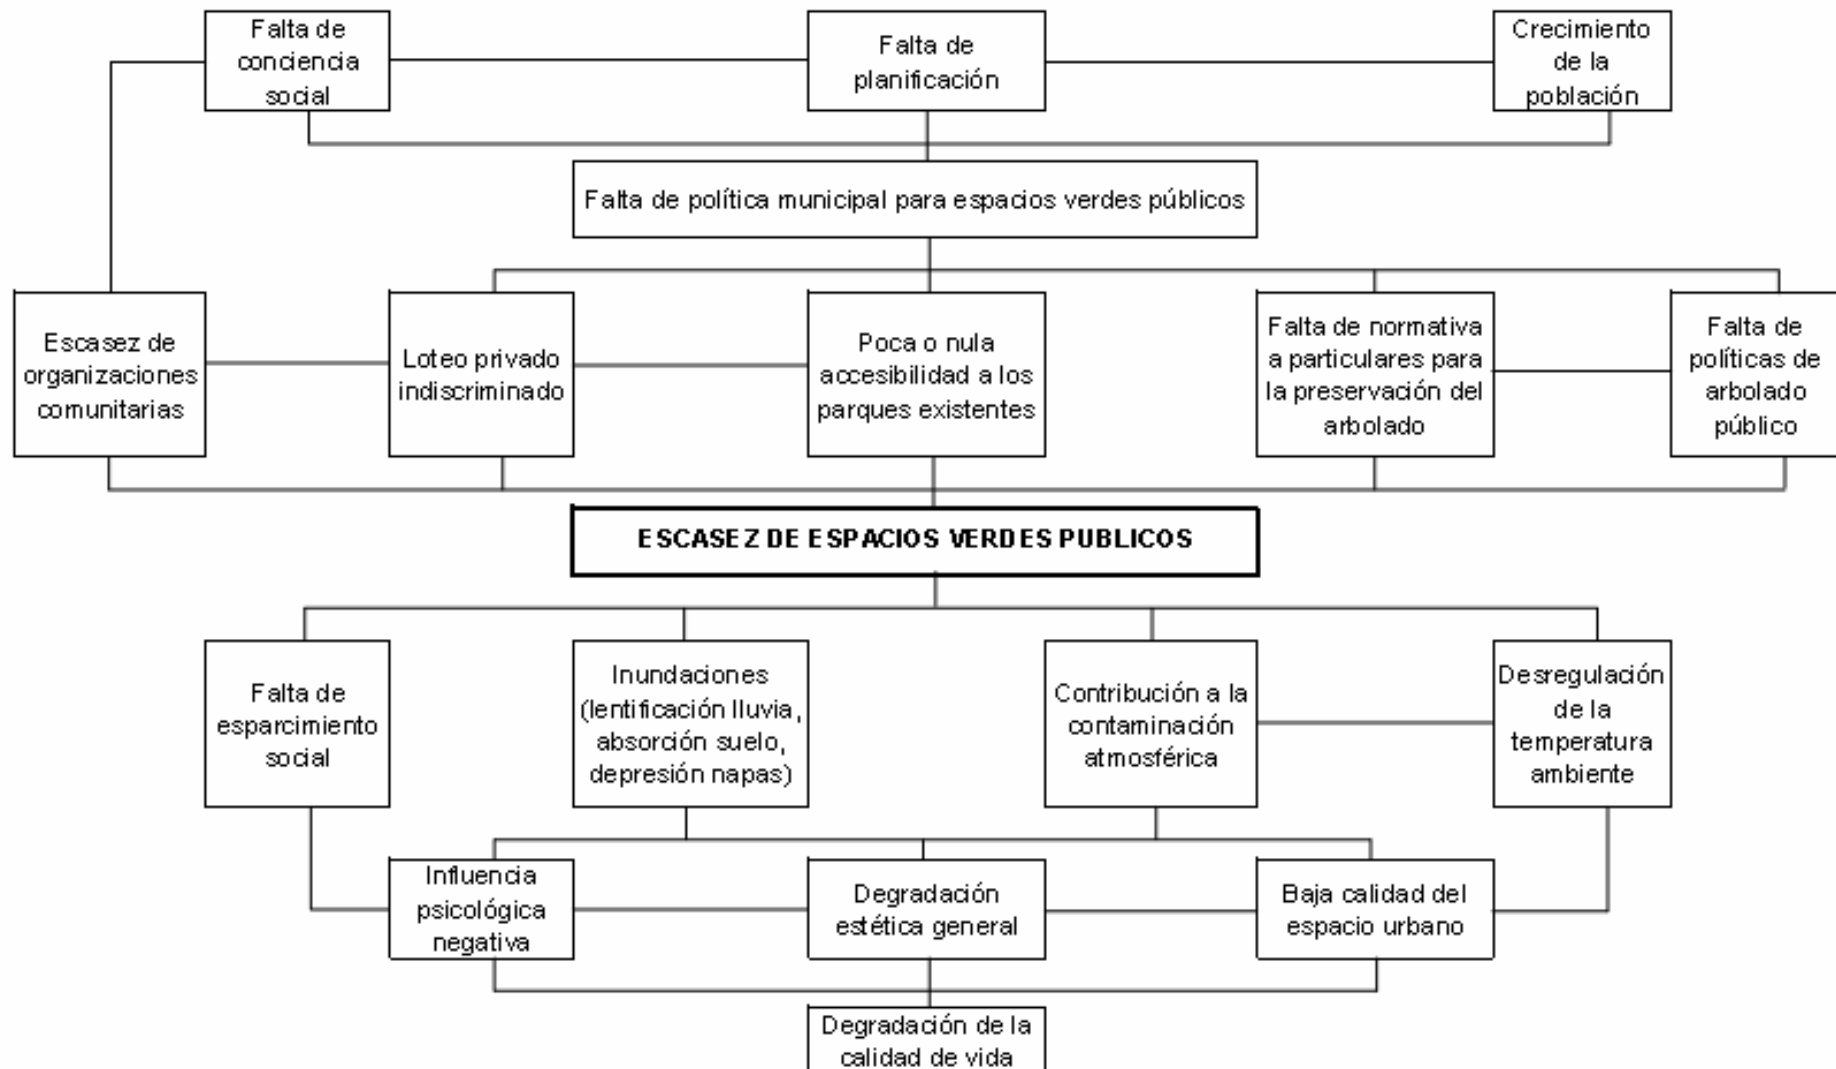 Falta de
conciencia
social
Falta de
planificación
Crecimiento
de la
población
Falta de política municipal para espacios verdes públicos
Escasez de
organizaciones
comunitarias
Loteo privado
indiscriminado
Poca o nula
accesibilidad a los
parques existentes
Falta de normativa
a particulares para
la preservación del
arbolado
Falta de
políticas de
arbolado
público
ESCASEZ DE ESPACIOS VERDES PUBLICOS
Falta de
esparcimiento
social
Inundaciones
(lentificación lluvia,
absorción suelo,
depresión napas)
Contribución a la
contaminación
atmosférica
Desregulación
de la
temperatura
ambiente
Influencia
psicológica
negativa
Degradación
estética general
Baja calidad del
espacio urbano
Degradación de la
calidad de vida